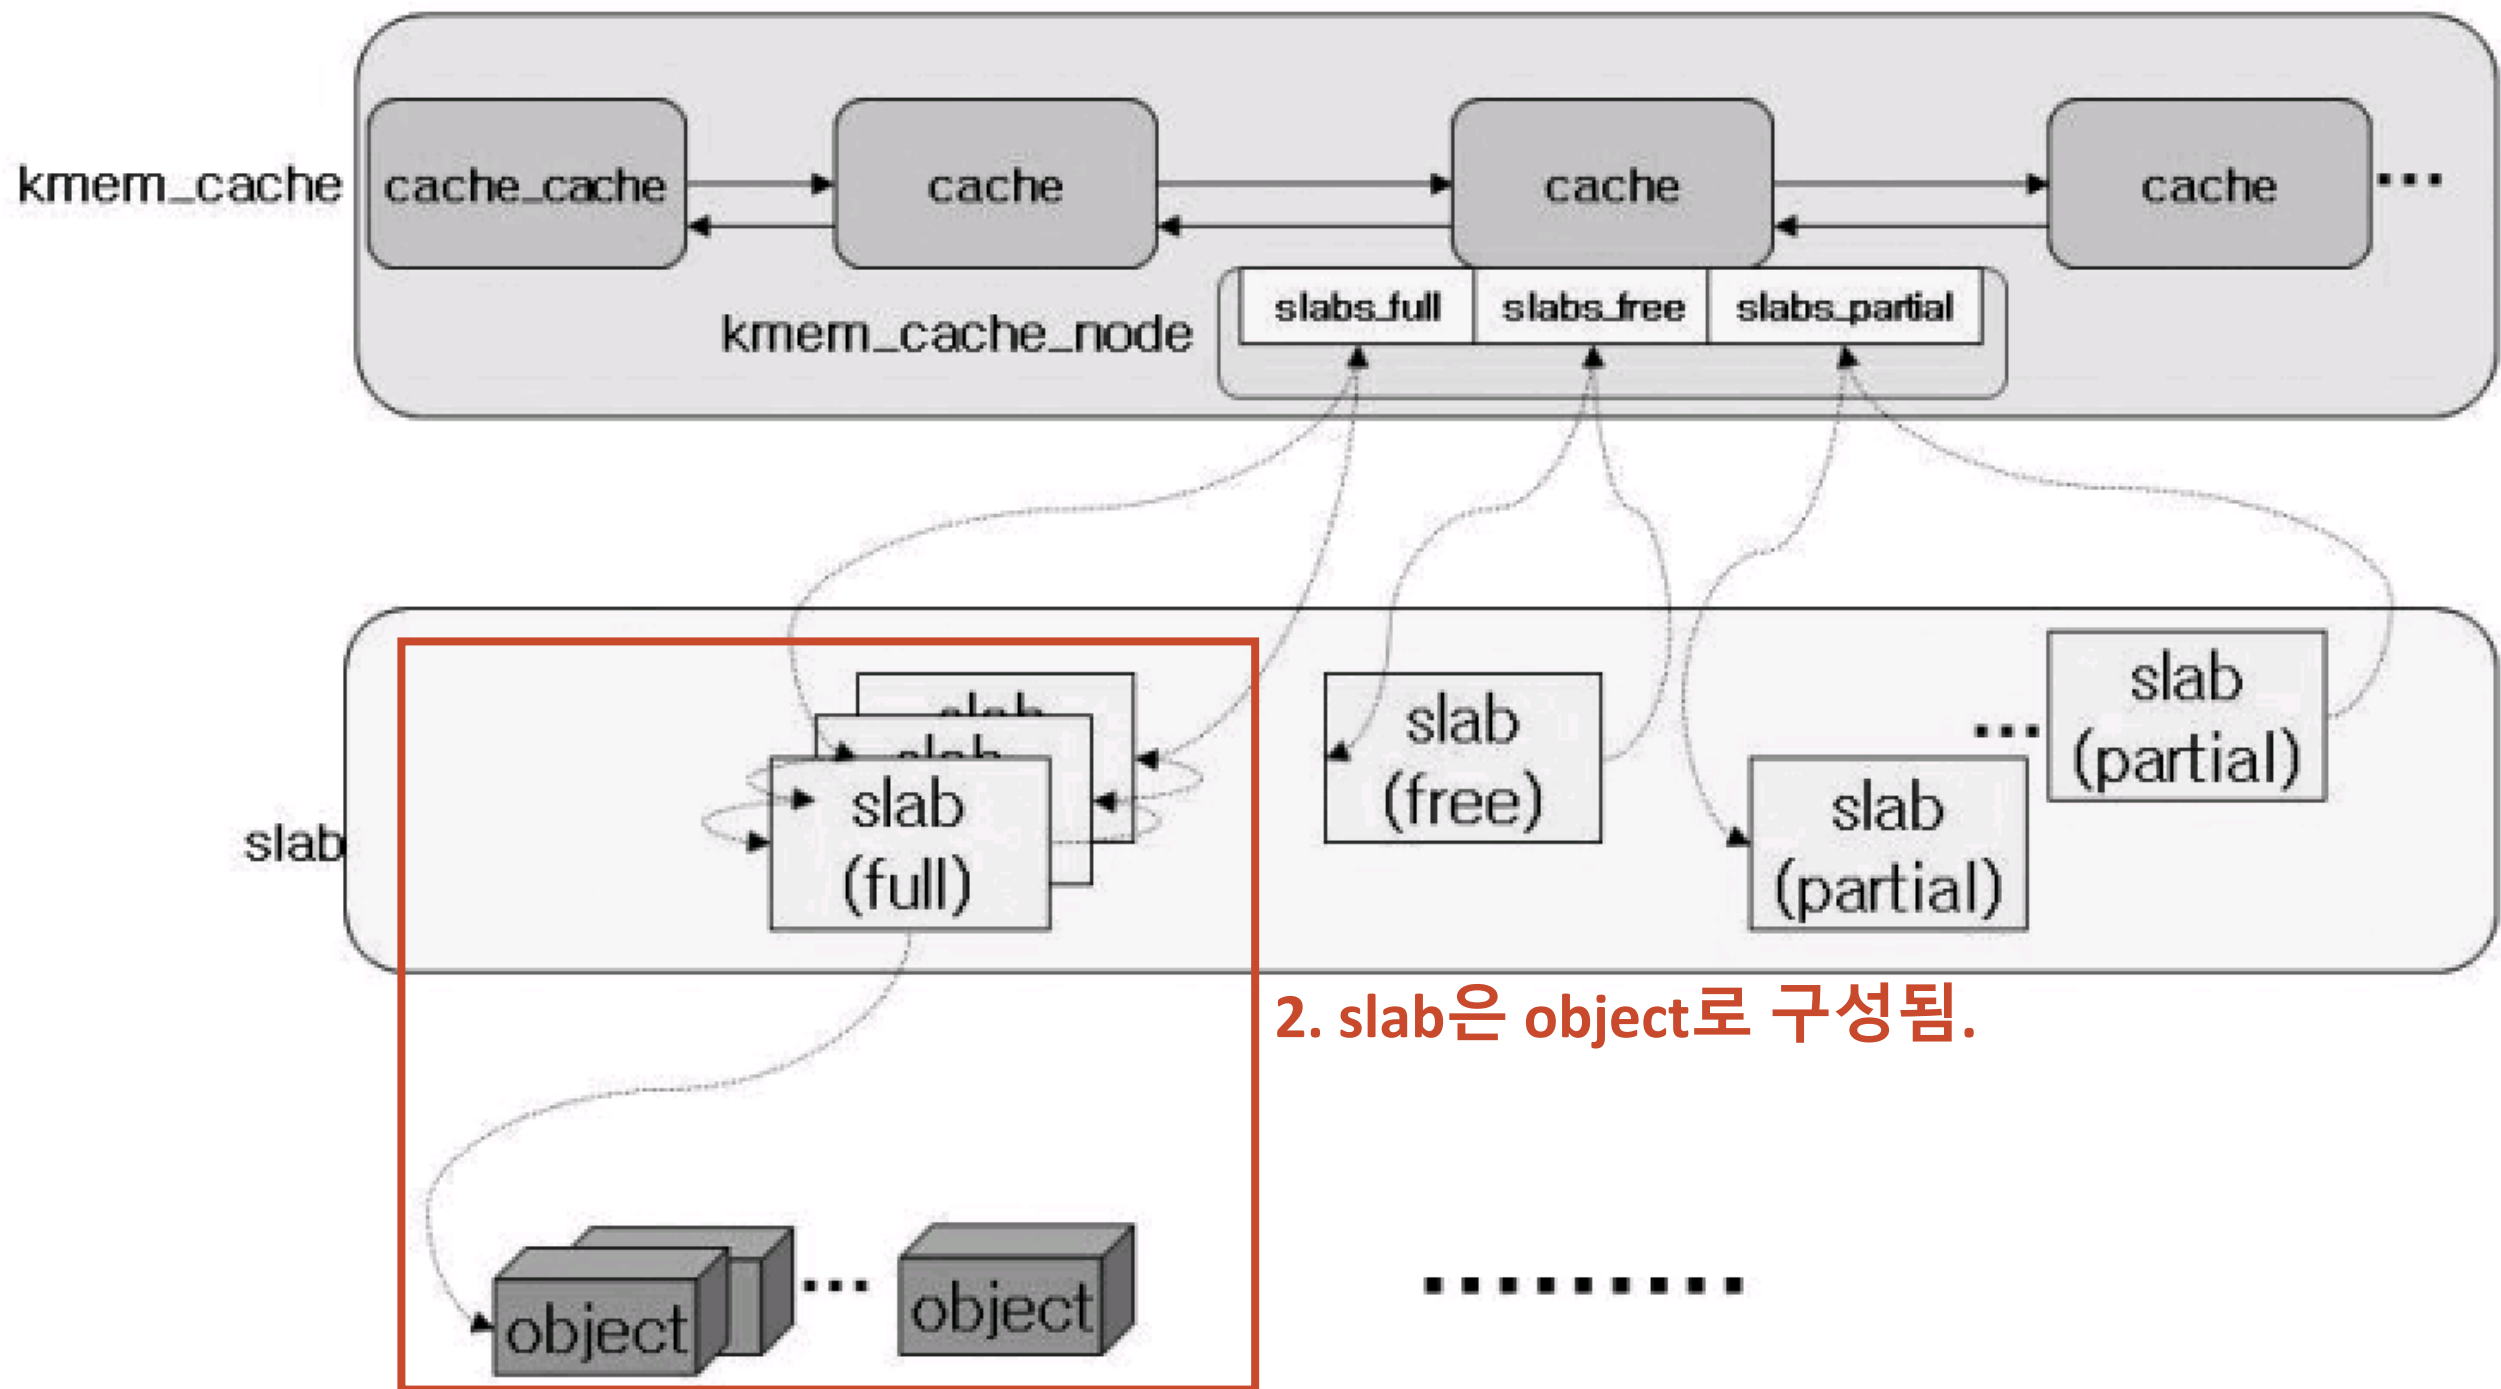 kmem_cache
cache_cache
cache
cache
cache
...
kmem_cache_node
slabs_full
slabs_free
slabs_partial
slab
slab
slab
slab
(full)
slab
(free)
slab
(partial)
...
slab
(partial)
2. slab은 object로 구성됨.
object
...
object
.........